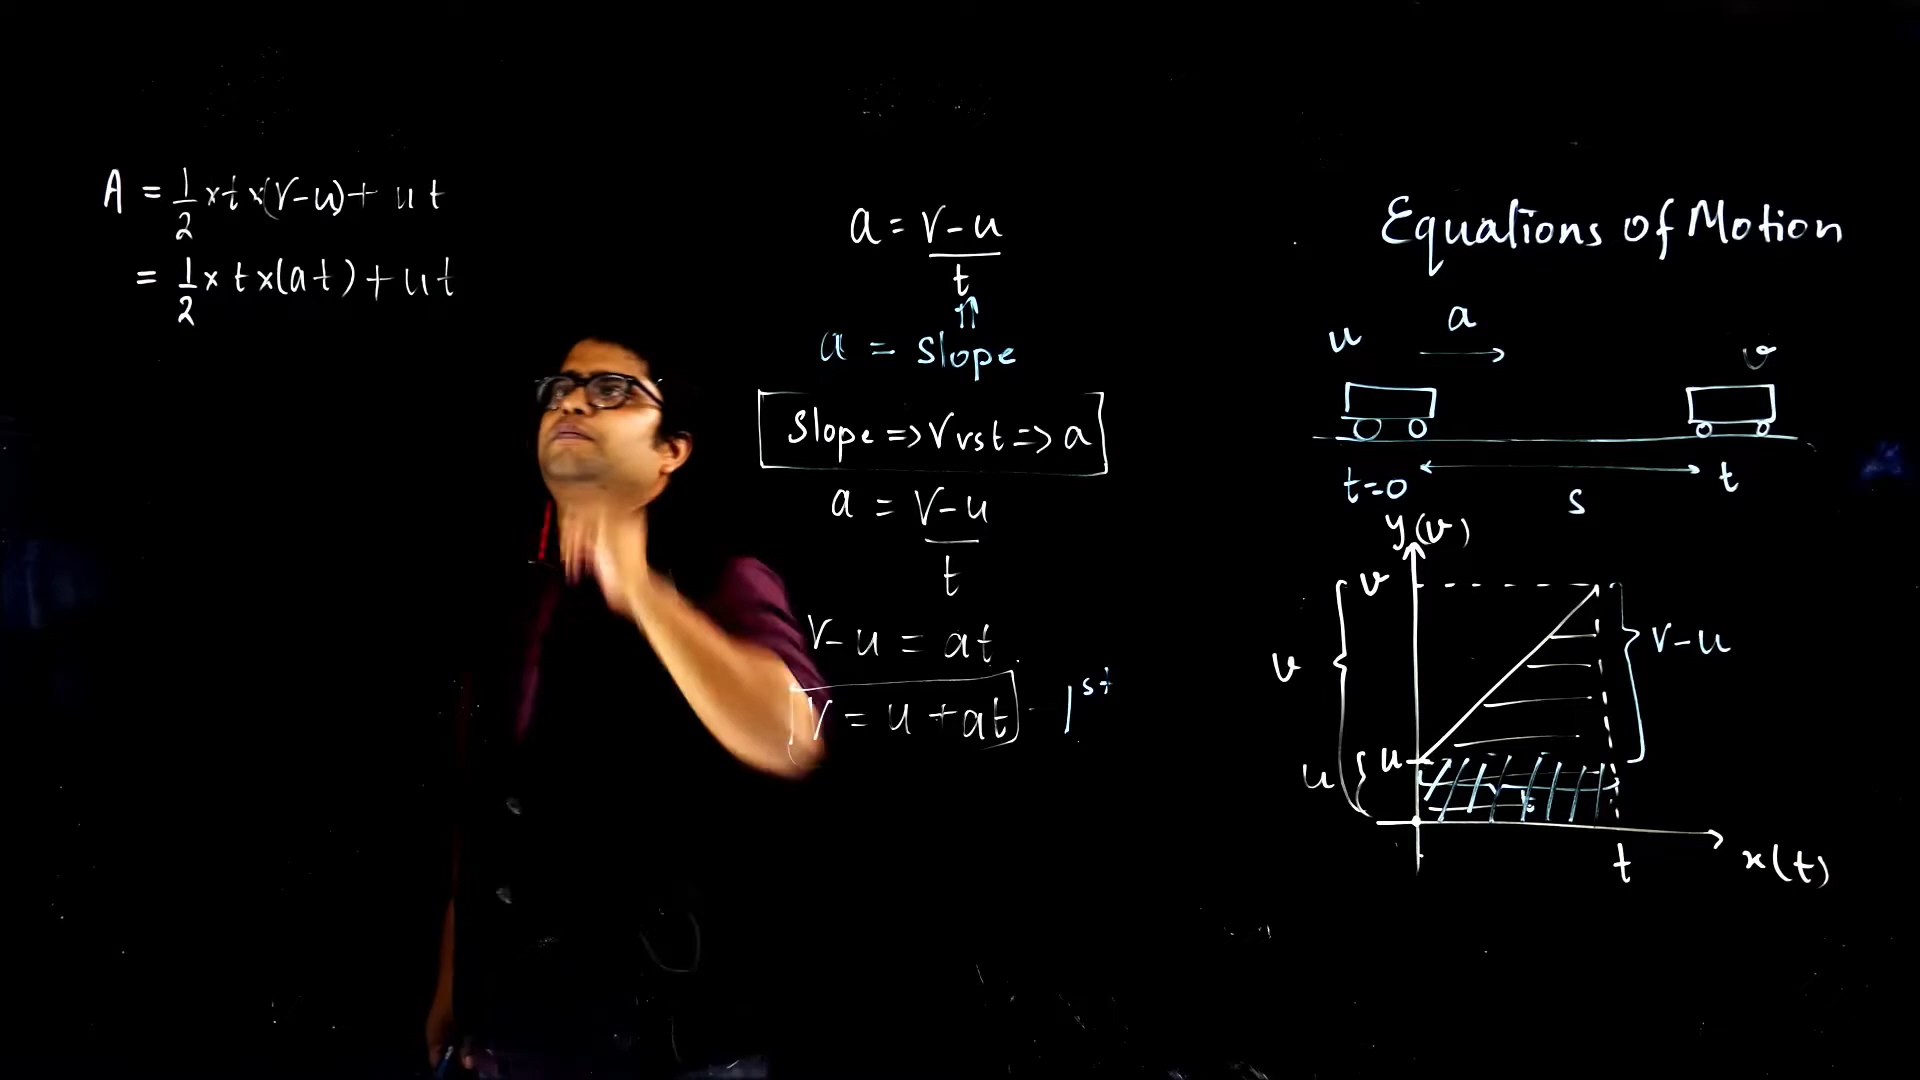 A = 1/2 × t × (V-u) + ut
= 1/2 × t × (at) + ut
a = V-u/t
a = slope
Slope => V vs t => a
a = V-u/t
V-u = at
V = u + at 1st
Equations of Motion
u a v
t=0 s t
y(v)
v
v V-u
u u
t
t x(t)